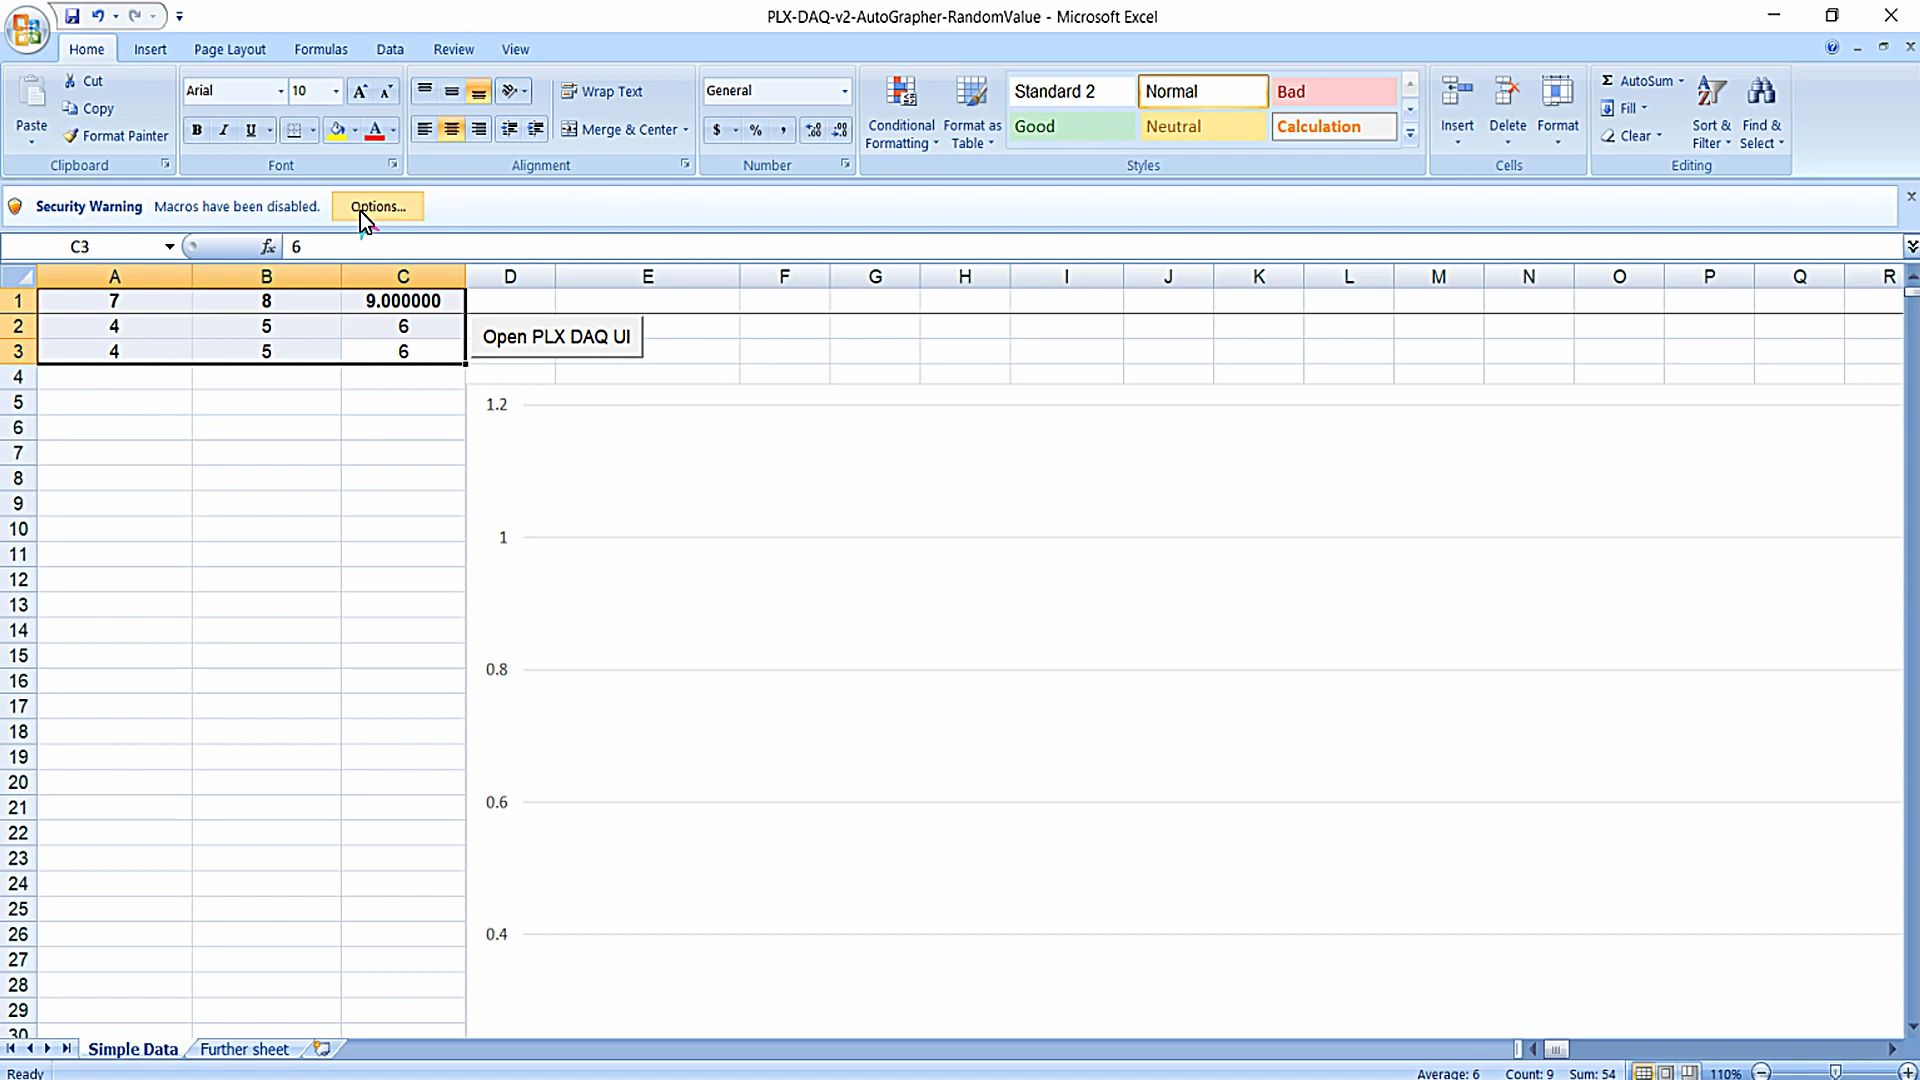 PLX-DAQ-v2-AutoGrapher-RandomValue - Microsoft Excel
Home Insert Page Layout Formulas Data Review View
Paste
Cut
Copy
Format Painter
Clipboard
Arial 10 A A
B I U A
Font
Wrap Text
Merge & Center
Alignment
General
$ % , .0 .00 .00 .0
Number
Conditional Formatting
Format as Table
Standard 2 Normal Bad
Good Neutral Calculation
Styles
Insert Delete Format
Cells
Σ AutoSum
Fill
Clear
Sort & Filter
Find & Select
Editing
Security Warning Macros have been disabled. Options...
C3 fx 6
A B C D E F G H I J K L M N O P Q R
1 7 8 9.000000
2 4 5 6
3 4 5 6
Open PLX DAQ UI
4
5
6
7
8
9
10
11
12
13
14
15
16
17
18
19
20
21
22
23
24
25
26
27
28
29
30
1.2
1
0.8
0.6
0.4
Simple Data Further sheet
Ready Average: 6 Count: 9 Sum: 54 110%